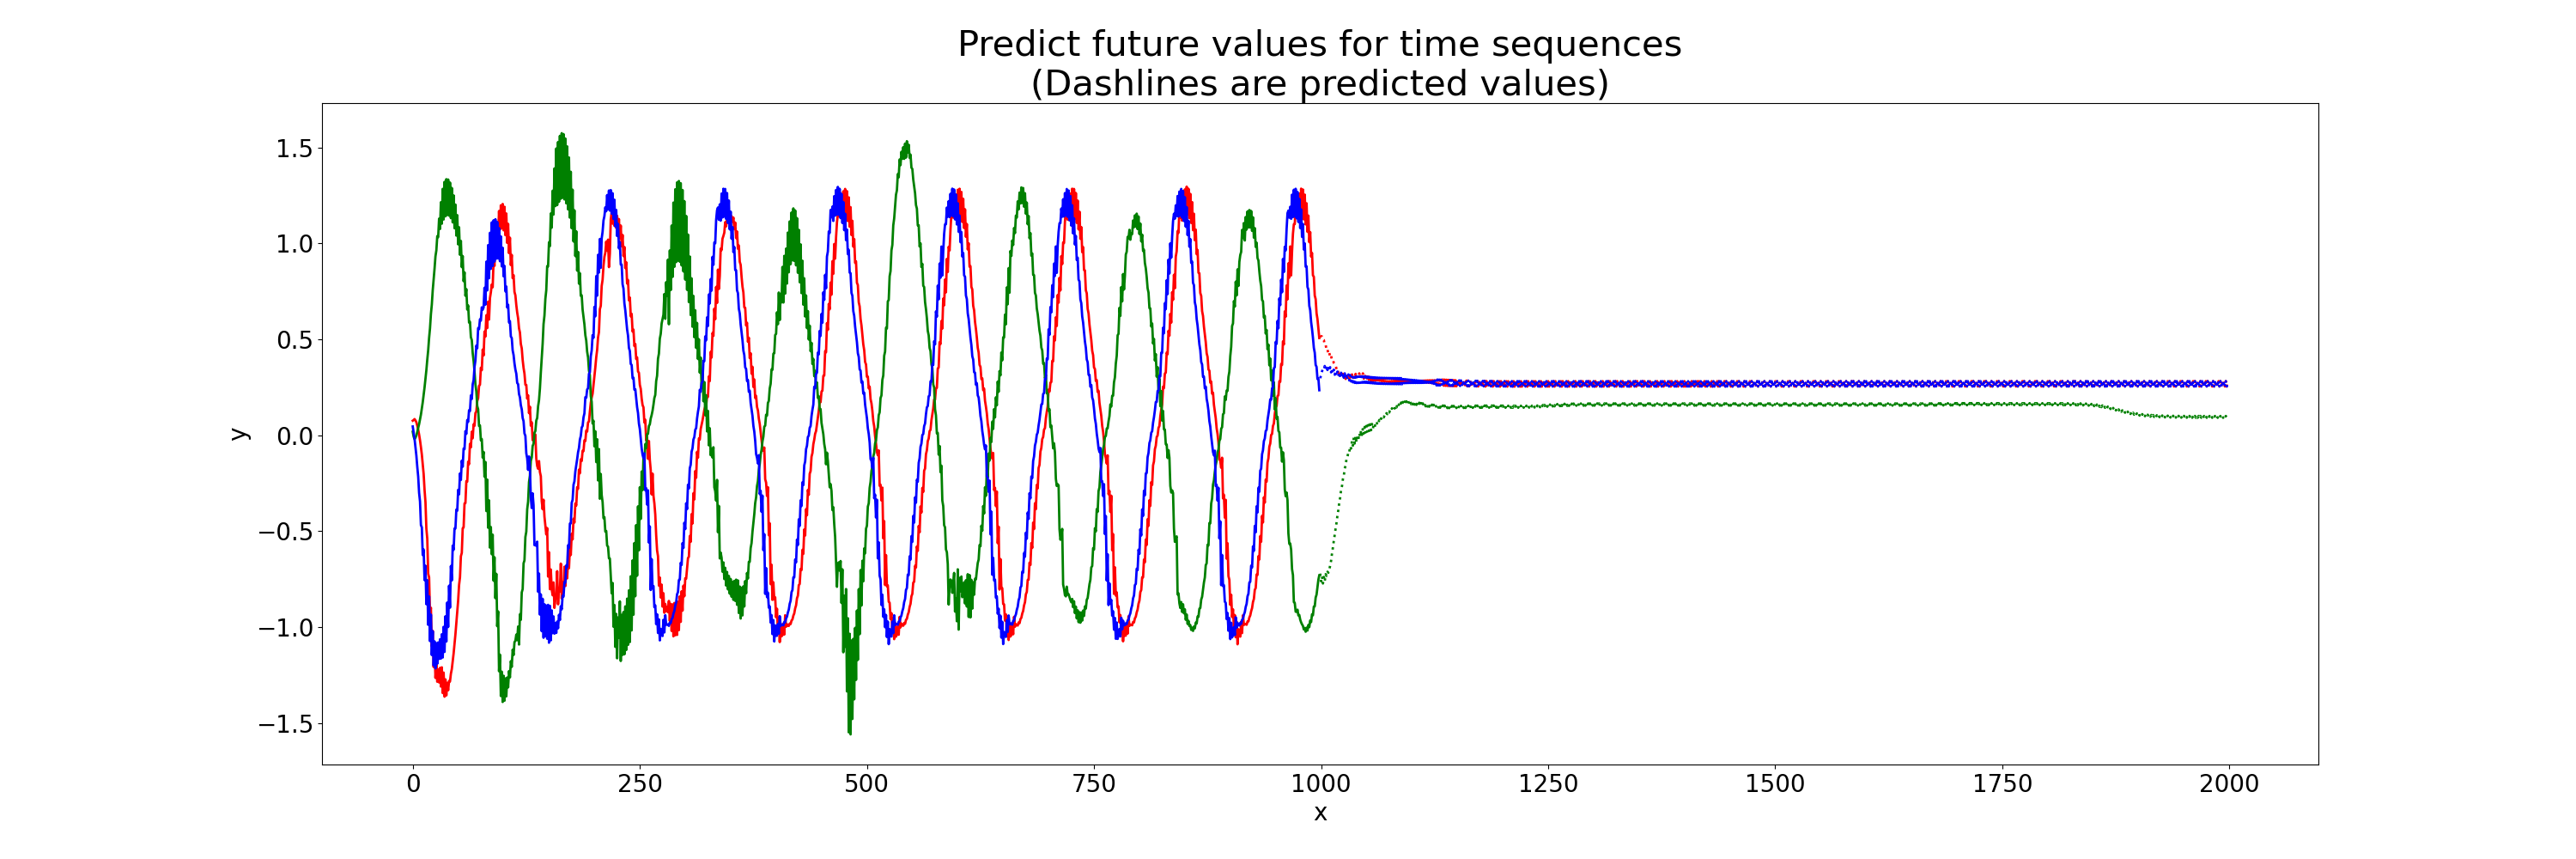 Predict future values for time sequences
(Dashlines are predicted values)
y
1.5
1.0
0.5
0.0
−0.5
−1.0
−1.5
0 250 500 750 1000 1250 1500 1750 2000
x